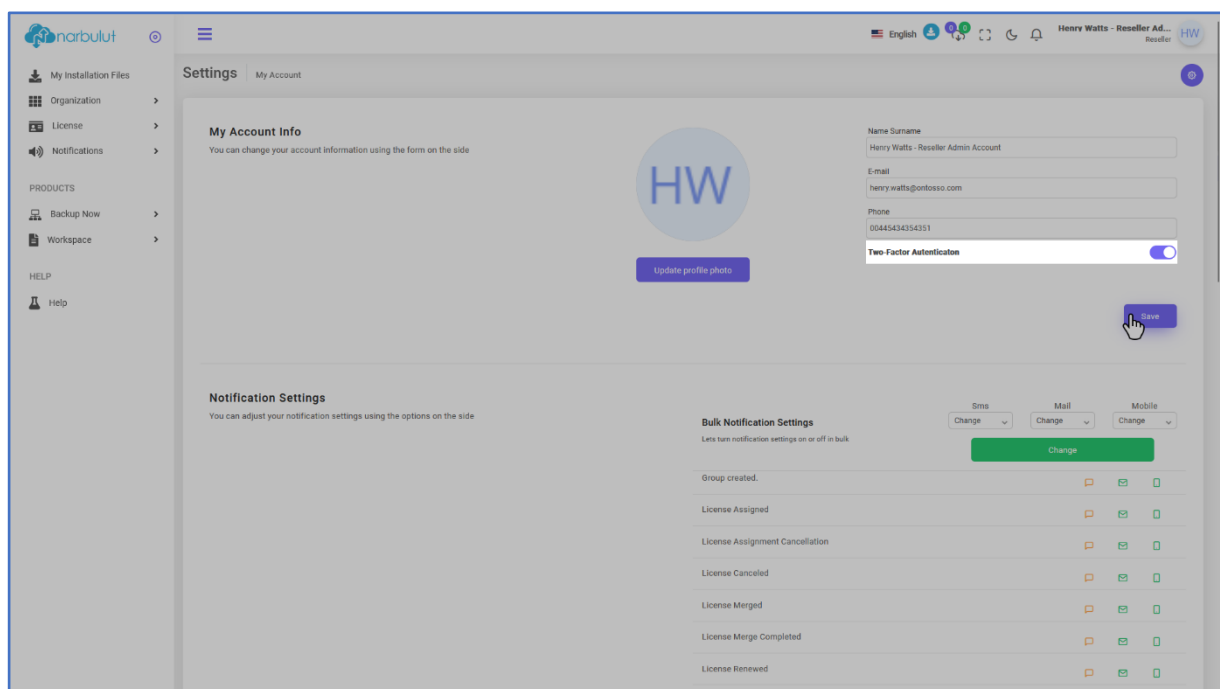 narbulut
English
0
0
Henry Watts - Reseller Ad...
Reseller
HW
My Installation Files
Organization
License
Notifications
PRODUCTS
Backup Now
Workspace
HELP
Help
Settings
My Account
My Account Info
You can change your account information using the form on the side
HW
Update profile photo
Name Surname
Henry Watts - Reseller Admin Account
E-mail
henry.watts@ontosso.com
Phone
00445434354351
Two-Factor Autenticaton
Save
Notification Settings
You can adjust your notification settings using the options on the side
Bulk Notification Settings
Lets turn notification settings on or off in bulk
Sms Mail Mobile
Change Change Change
Change
Group created.
License Assigned
License Assignment Cancellation
License Canceled
License Merged
License Merge Completed
License Renewed